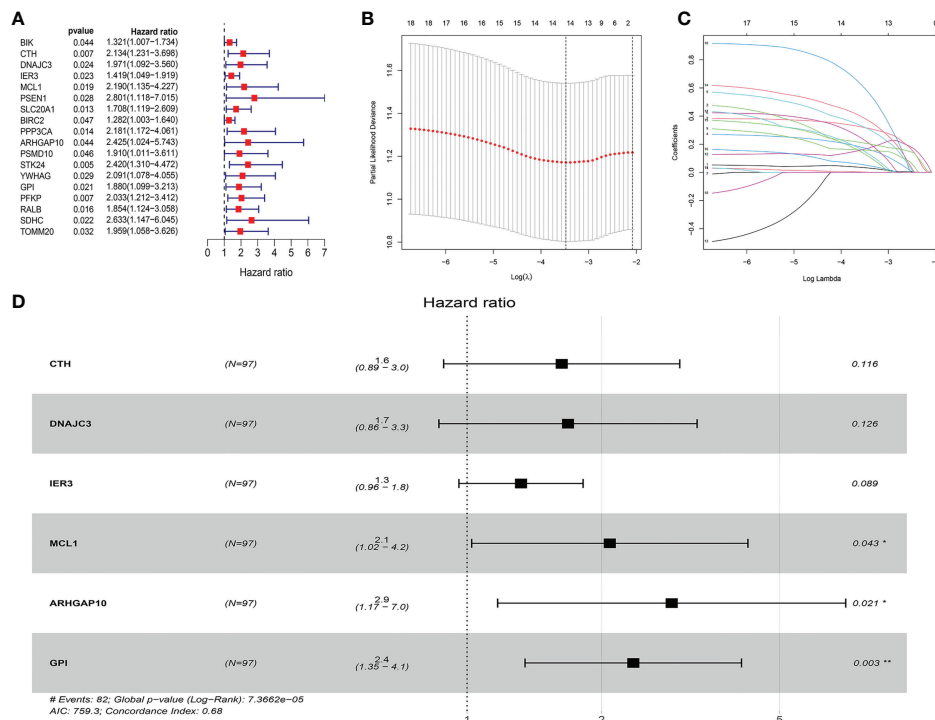 A
pvalue Hazard ratio
BIK 0.044 1.321(1.007−1.734)
CTH 0.007 2.134(1.231−3.698)
DNAJC3 0.024 1.971(1.092−3.560)
IER3 0.023 1.419(1.049−1.919)
MCL1 0.019 2.190(1.135−4.227)
PSEN1 0.028 2.801(1.118−7.015)
SLC20A1 0.013 1.708(1.119−2.609)
BIRC2 0.047 1.282(1.003−1.640)
PPP3CA 0.014 2.181(1.172−4.061)
ARHGAP10 0.044 2.425(1.024−5.743)
PSMD10 0.046 1.910(1.011−3.611)
STK24 0.005 2.420(1.310−4.472)
YWHAG 0.029 2.091(1.078−4.055)
GPI 0.021 1.880(1.099−3.213)
PFKP 0.007 2.033(1.212−3.412)
RALB 0.016 1.854(1.124−3.058)
SDHC 0.022 2.633(1.147−6.045)
TOMM20 0.032 1.959(1.058−3.626)
0 1 2 3 4 5 6 7
Hazard ratio
B
18 18 17 17 16 16 15 15 14 14 13 9 6 2
Partial Likelihood Deviance
11.6
11.4
11.2
11.0
10.8
−6 −5 −4 −3 −2
Log(λ)
C
17 15 14 14 0
Coefficients
0.8
0.6
0.4
0.2
0.0
−0.2
−0.4
−6 −5 −4 −3 −2
Log Lambda
D
Hazard ratio
CTH (N=97) 1.6 0.116
(0.89 − 3.0)
DNAJC3 (N=97) 1.7 0.126
(0.86 − 3.3)
IER3 (N=97) 1.3 0.089
(0.96 − 1.8)
MCL1 (N=97) 2.1 0.043 *
(1.02 − 4.2)
ARHGAP10 (N=97) 2.9 0.021 *
(1.17 − 7.0)
GPI (N=97) 2.4 0.003 **
(1.35 − 4.1)
# Events: 82; Global p−value (Log−Rank): 7.3662e−05
AIC: 759.3; Concordance Index: 0.68
1 2 5